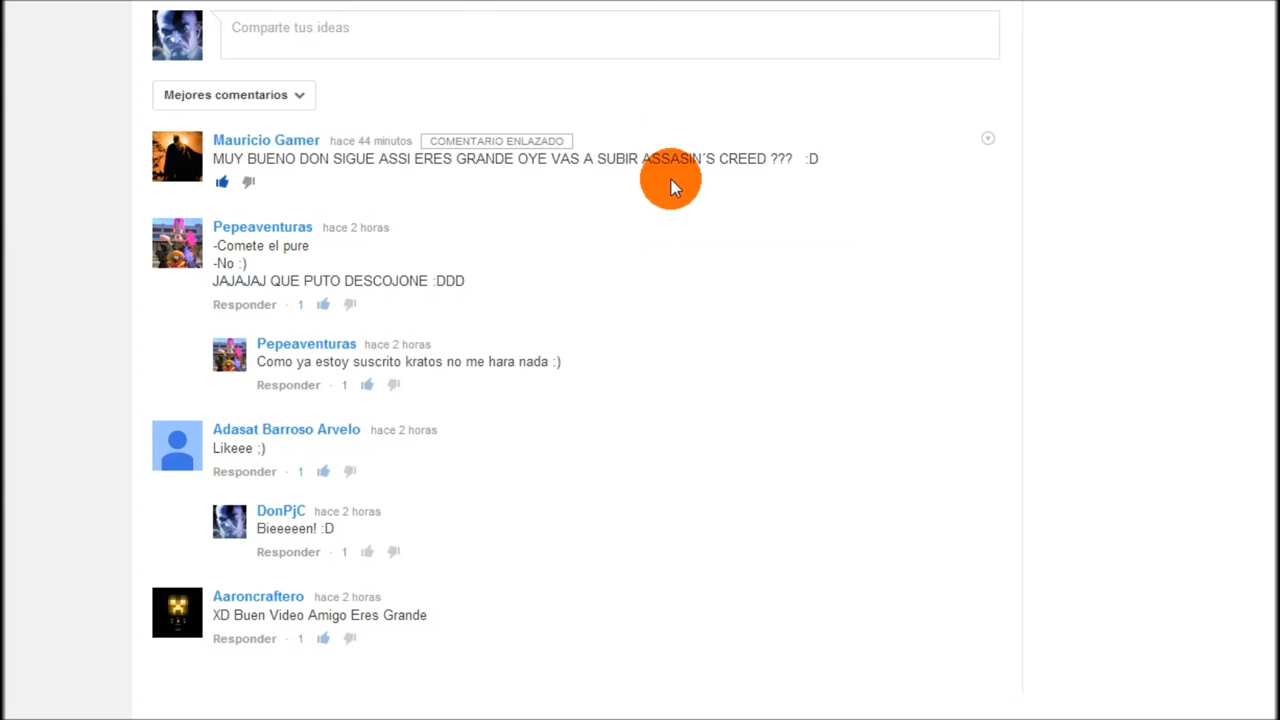 Comparte tus ideas
Mejores comentarios
Mauricio Gamer hace 44 minutos COMENTARIO ENLAZADO
MUY BUENO DON SIGUE ASSI ERES GRANDE OYE VAS A SUBIR ASSASIN´S CREED ??? :D
Pepeaventuras hace 2 horas
-Comete el pure
-No :)
JAJAJAJ QUE PUTO DESCOJONE :DDD
Responder · 1
Pepeaventuras hace 2 horas
Como ya estoy suscrito kratos no me hara nada :)
Responder · 1
Adasat Barroso Arvelo hace 2 horas
Likeee ;)
Responder · 1
DonPjC hace 2 horas
Bieeeeen! :D
Responder · 1
Aaroncraftero hace 2 horas
XD Buen Video Amigo Eres Grande
Responder · 1